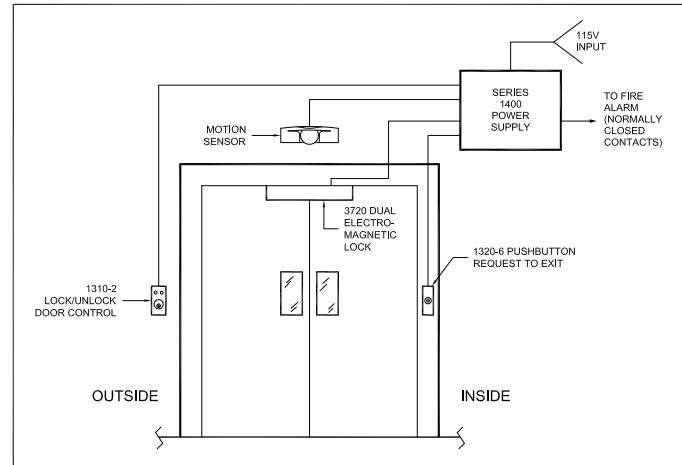 115V
INPUT
SERIES
1400
POWER
SUPPLY
TO FIRE
ALARM
(NORMALLY
CLOSED
CONTACTS)
MOTION
SENSOR
3720 DUAL
ELECTRO-
MAGNETIC
LOCK
1320-6 PUSHBUTTON
REQUEST TO EXIT
1310-2
LOCK/UNLOCK
DOOR CONTROL
OUTSIDE
INSIDE